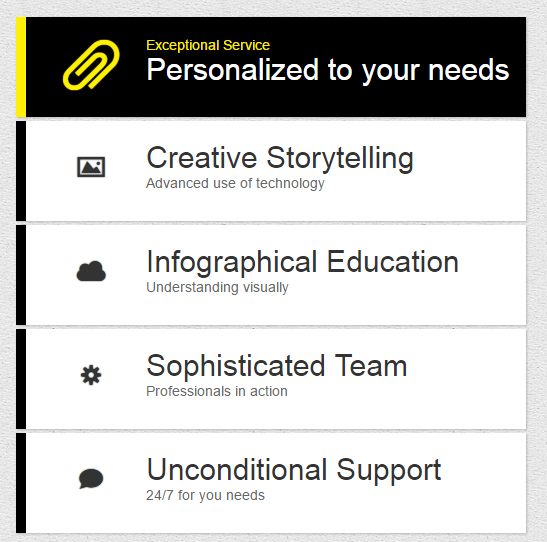 Exceptional Service
Personalized to your needs
Creative Storytelling
Advanced use of technology
Infographical Education
Understanding visually
Sophisticated Team
Professionals in action
Unconditional Support
24/7 for you needs